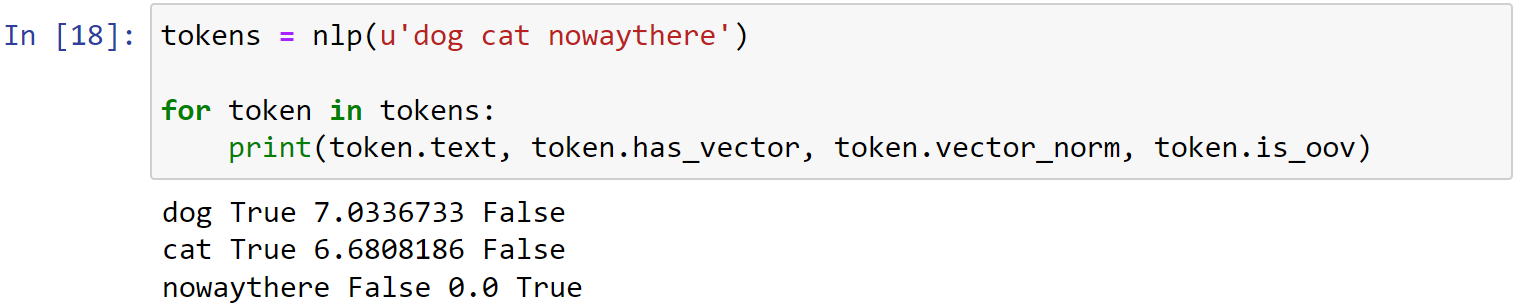 In [18]: tokens = nlp(u'dog cat nowaythere')
for token in tokens:
    print(token.text, token.has_vector, token.vector_norm, token.is_oov)
dog True 7.0336733 False
cat True 6.6808186 False
nowaythere False 0.0 True